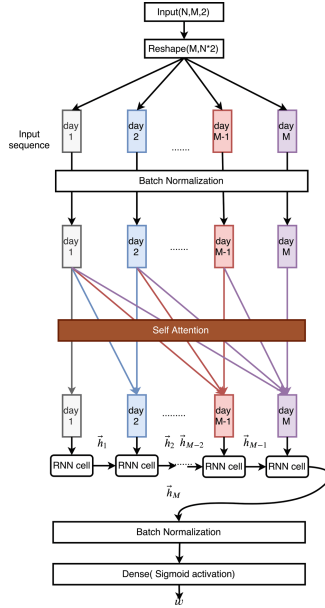 Input(N,M,2)
Reshape(M,N*2)
Input
sequence
day
1
day
2
.......
day
M-1
day
M
Batch Normalization
day
1
day
2
.......
day
M-1
day
M
Self Attention
day
1
day
2
.........
day
M-1
day
M
h⃗₁
h⃗₂
h⃗_{M-2}
h⃗_{M-1}
RNN cell
RNN cell
......
RNN cell
RNN cell
h⃗_M
Batch Normalization
Dense( Sigmoid activation)
w⃗